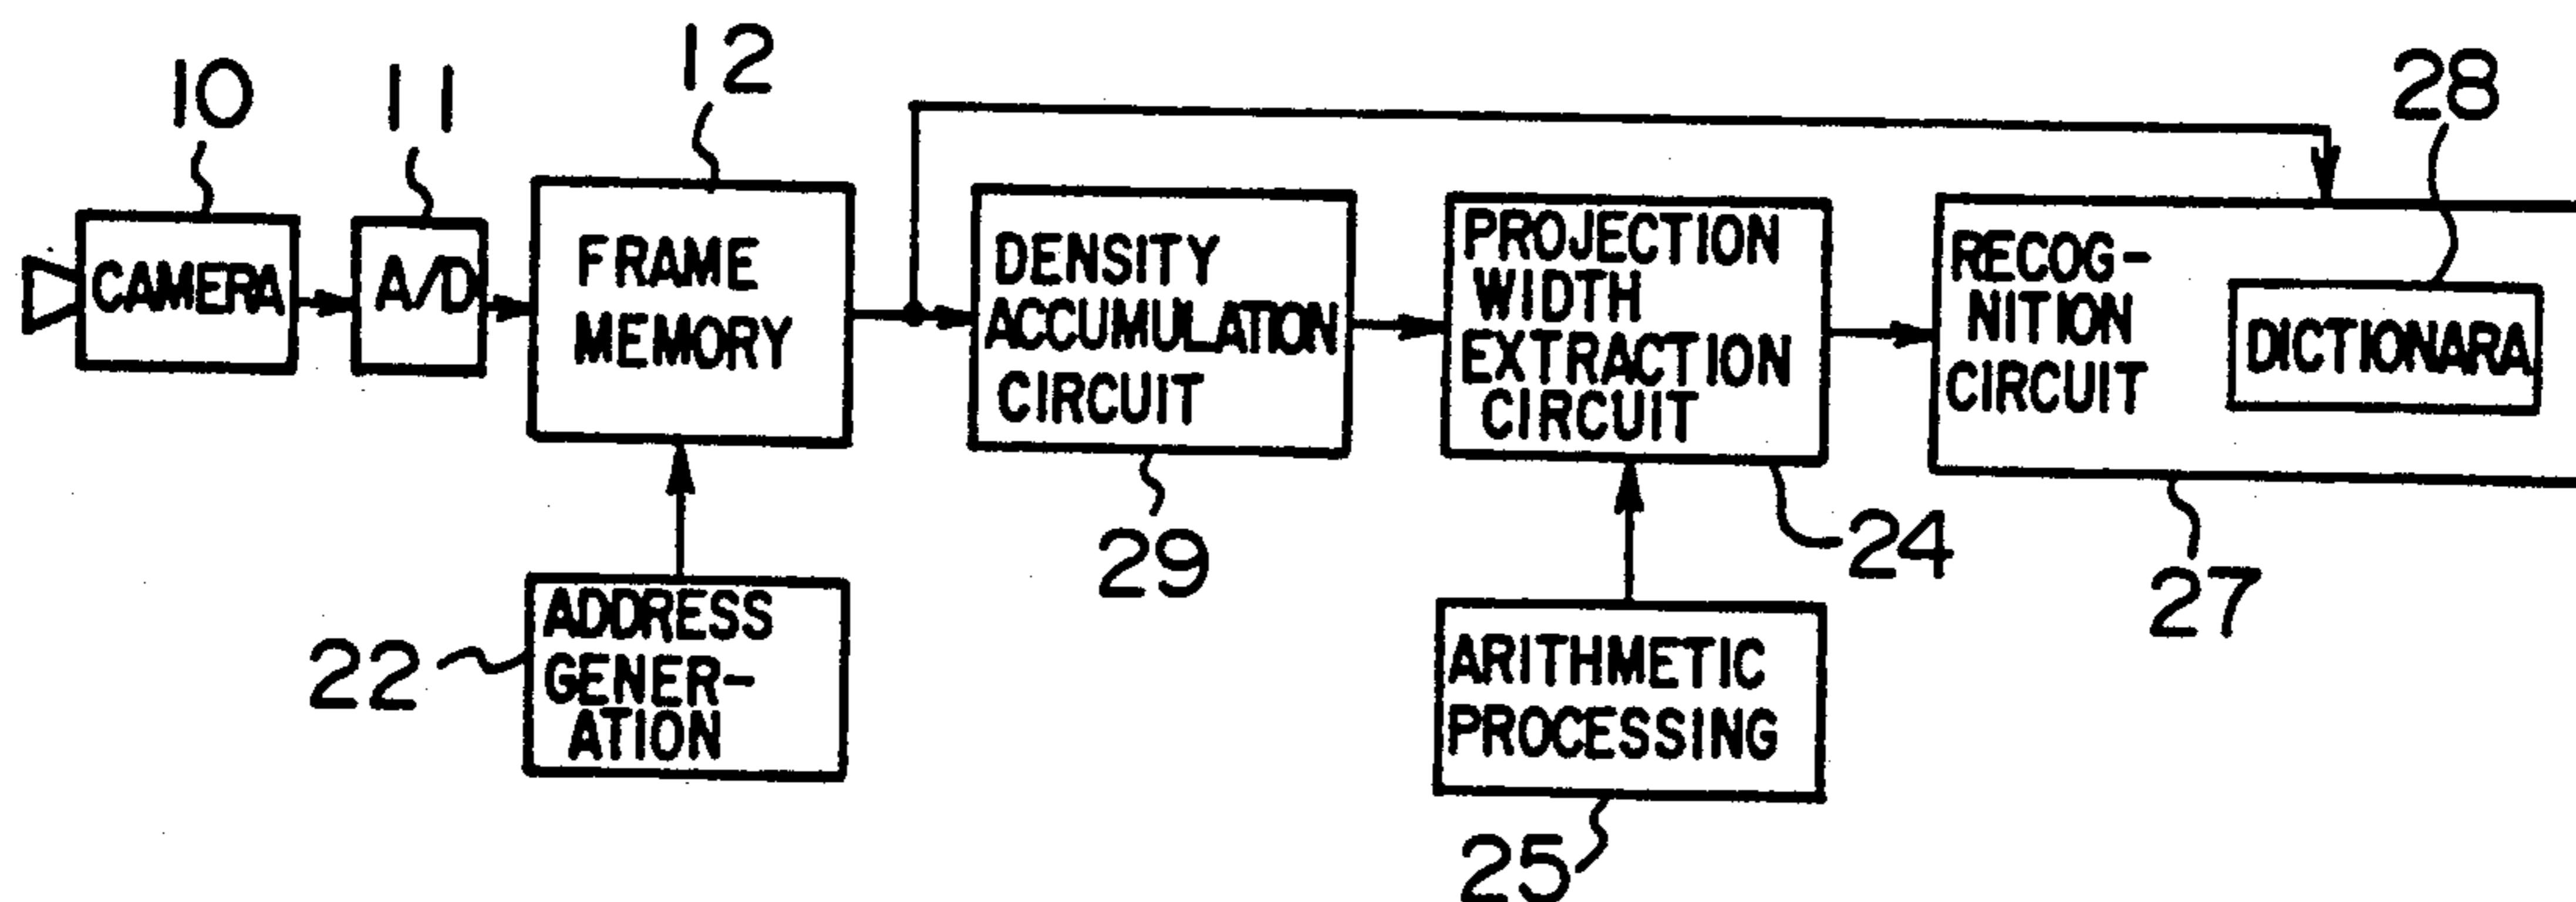 10
11
12
28
CAMERA
A/D
FRAME
MEMORY
DENSITY
ACCUMULATION
CIRCUIT
PROJECTION
WIDTH
EXTRACTION
CIRCUIT
RECOG-
NITION
CIRCUIT
DICTIONARA
29
24
27
22
ADDRESS
GENER-
ATION
ARITHMETIC
PROCESSING
25